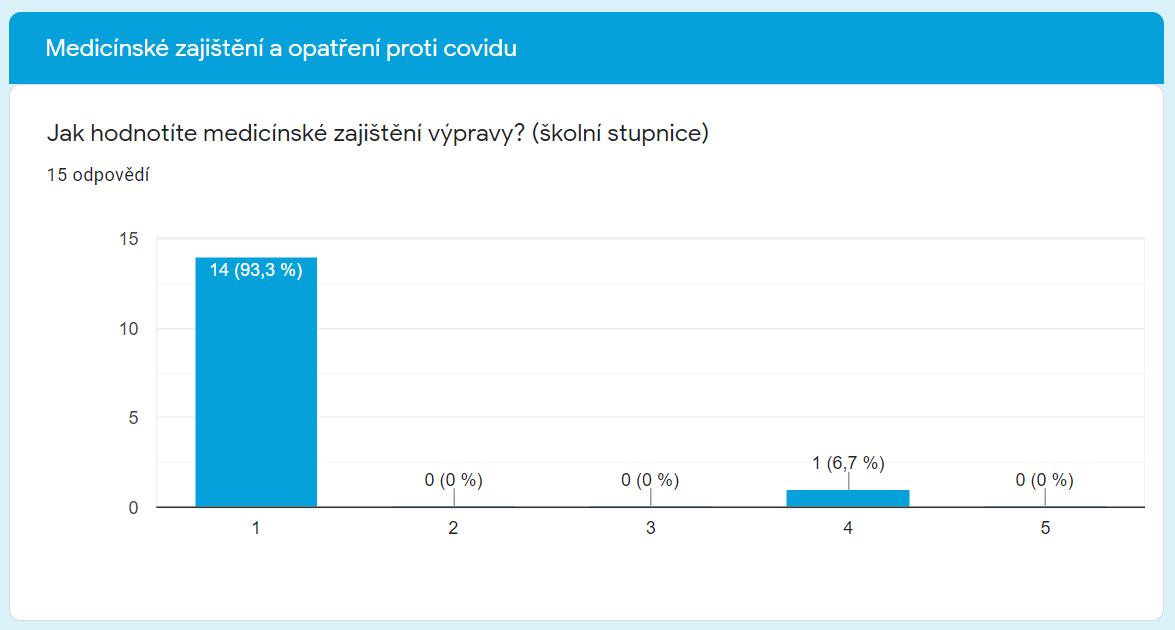 Medicínské zajištění a opatření proti covidu
Jak hodnotíte medicínské zajištění výpravy? (školní stupnice)
15 odpovědí
15
10
5
0
14 (93,3 %)
0 (0 %)
0 (0 %)
1 (6,7 %)
0 (0 %)
1
2
3
4
5